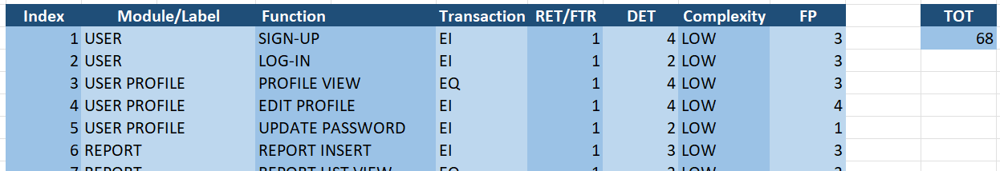 Index Module/Label Function Transaction RET/FTR DET Complexity FP TOT
1 USER SIGN-UP EI 1 4 LOW 3 68
2 USER LOG-IN EI 1 2 LOW 3
3 USER PROFILE PROFILE VIEW EQ 1 4 LOW 3
4 USER PROFILE EDIT PROFILE EI 1 4 LOW 4
5 USER PROFILE UPDATE PASSWORD EI 1 2 LOW 1
6 REPORT REPORT INSERT EI 1 3 LOW 3
7 REPORT REPORT LIST VIEW EQ 1 LOW